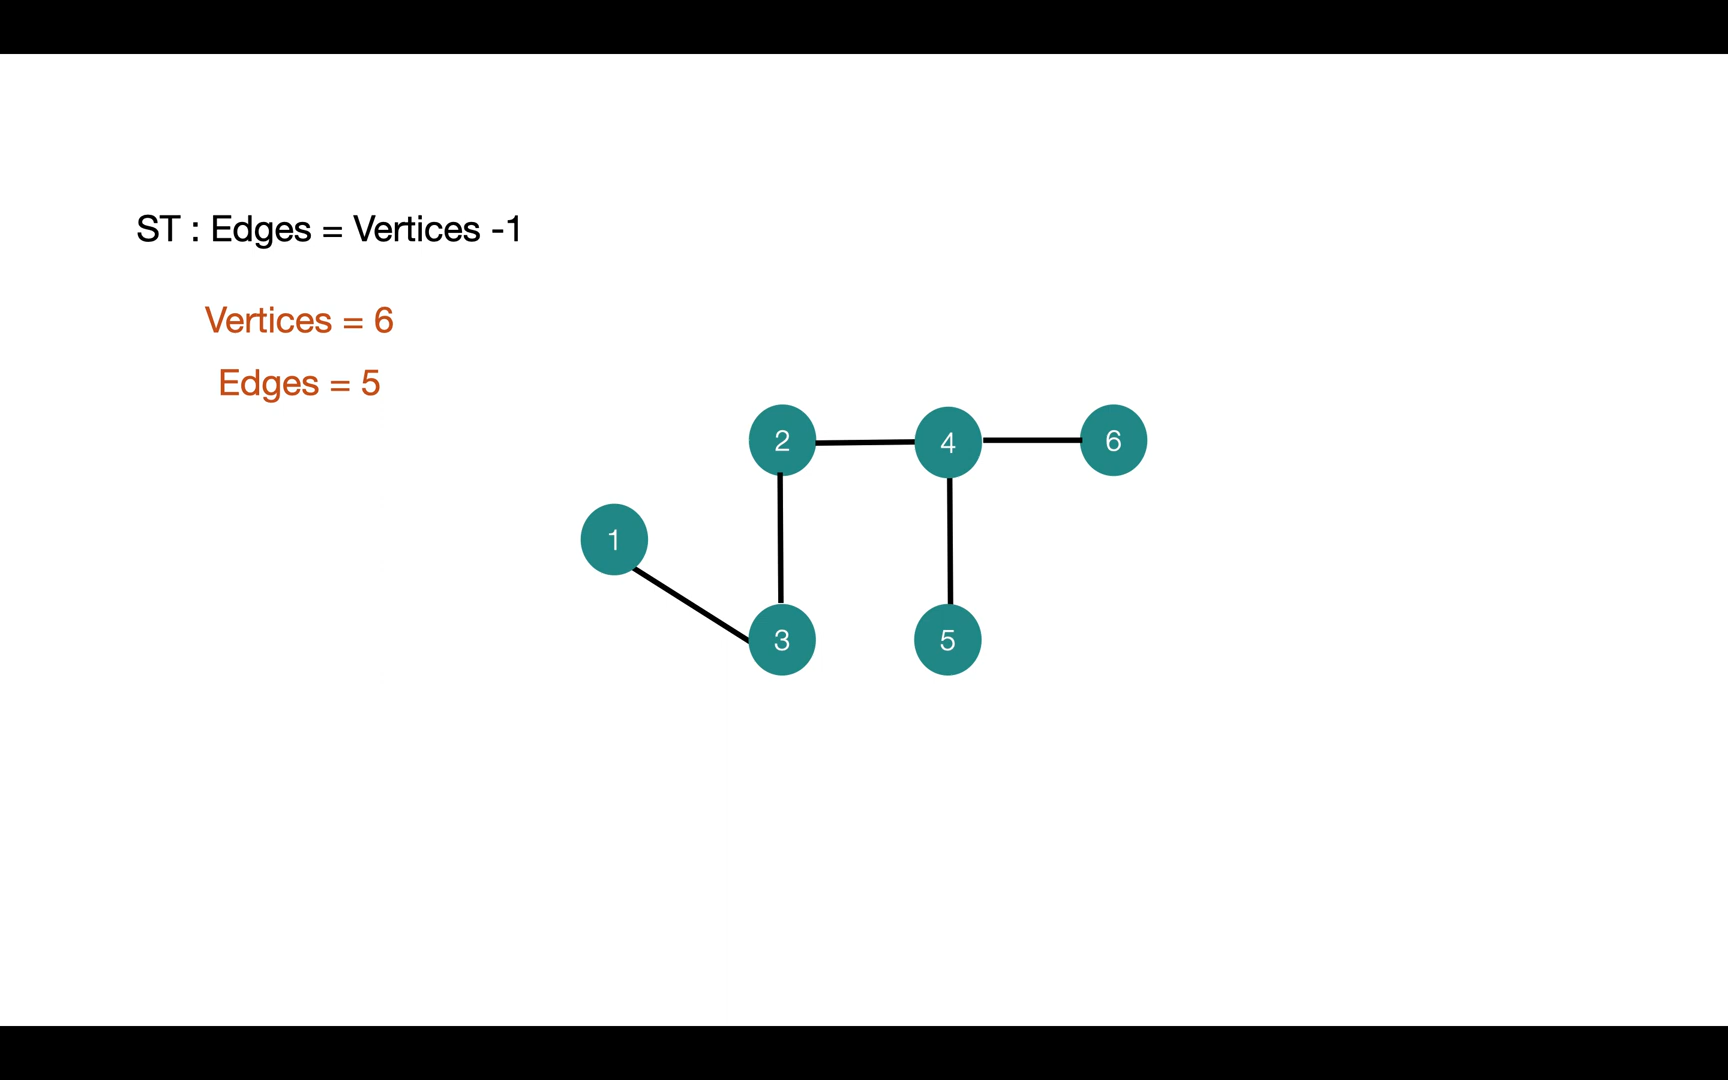 ST : Edges = Vertices -1
Vertices = 6
Edges = 5
2 4 6
1
3 5